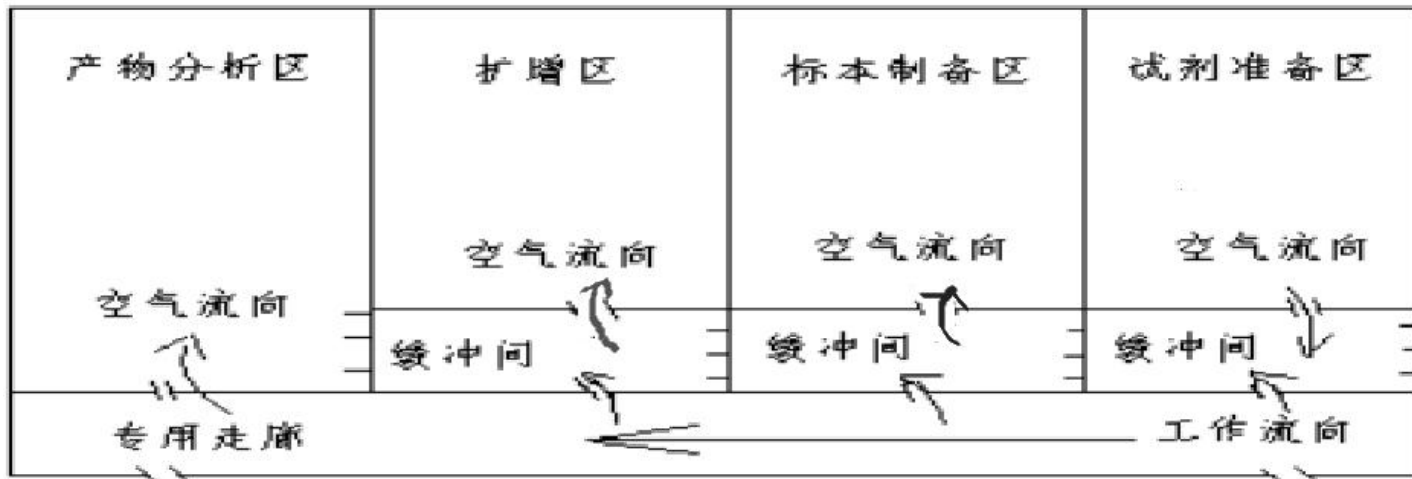 产物分析区
扩增区
标本制备区
试剂准备区
空气流向
空气流向
空气流向
空气流向
缓冲间
缓冲间
缓冲间
专用走廊
工作流向